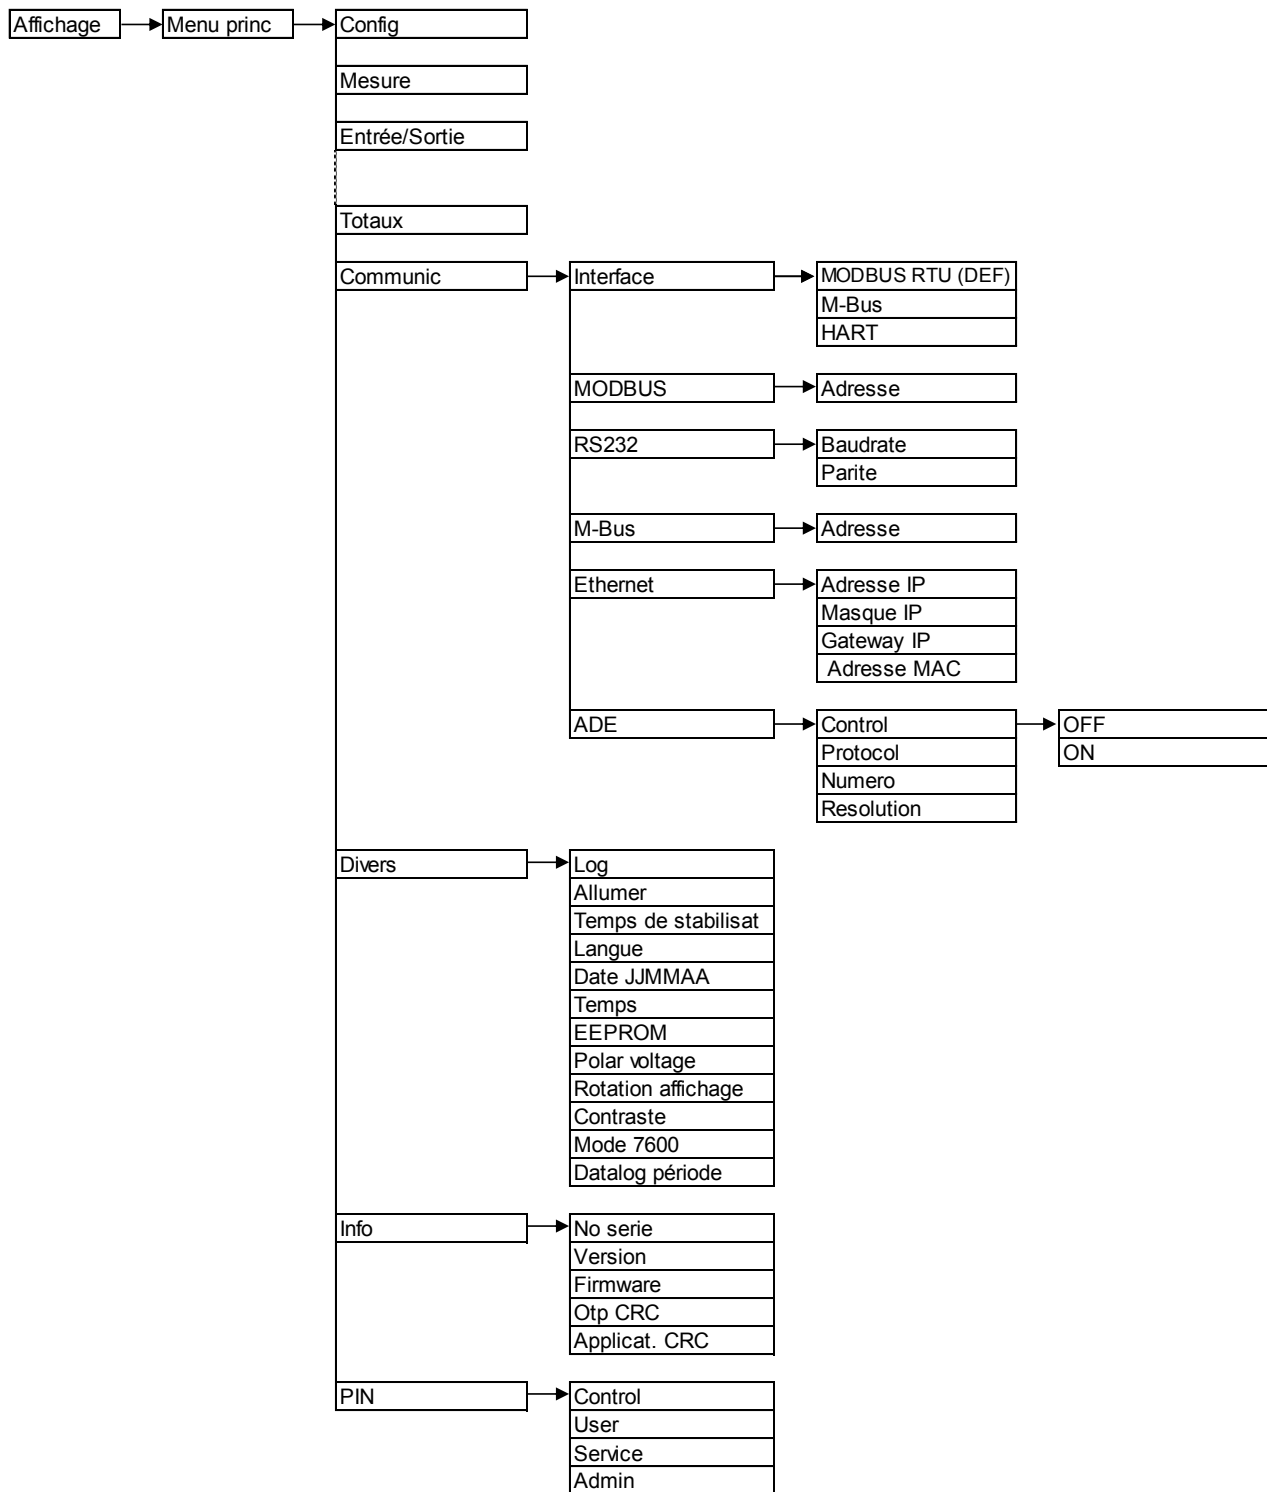 Affichage
Menu princ
Config
Mesure
Entrée/Sortie
Totaux
Communic
Interface
MODBUS RTU (DEF)
M-Bus
HART
MODBUS
Adresse
RS232
Baudrate
Parite
M-Bus
Adresse
Ethernet
Adresse IP
Masque IP
Gateway IP
Adresse MAC
ADE
Control
OFF
Protocol
ON
Numero
Resolution
Divers
Log
Allumer
Temps de stabilisat
Langue
Date JJMMAA
Temps
EEPROM
Polar voltage
Rotation affichage
Contraste
Mode 7600
Datalog période
Info
No serie
Version
Firmware
Otp CRC
Applicat. CRC
PIN
Control
User
Service
Admin